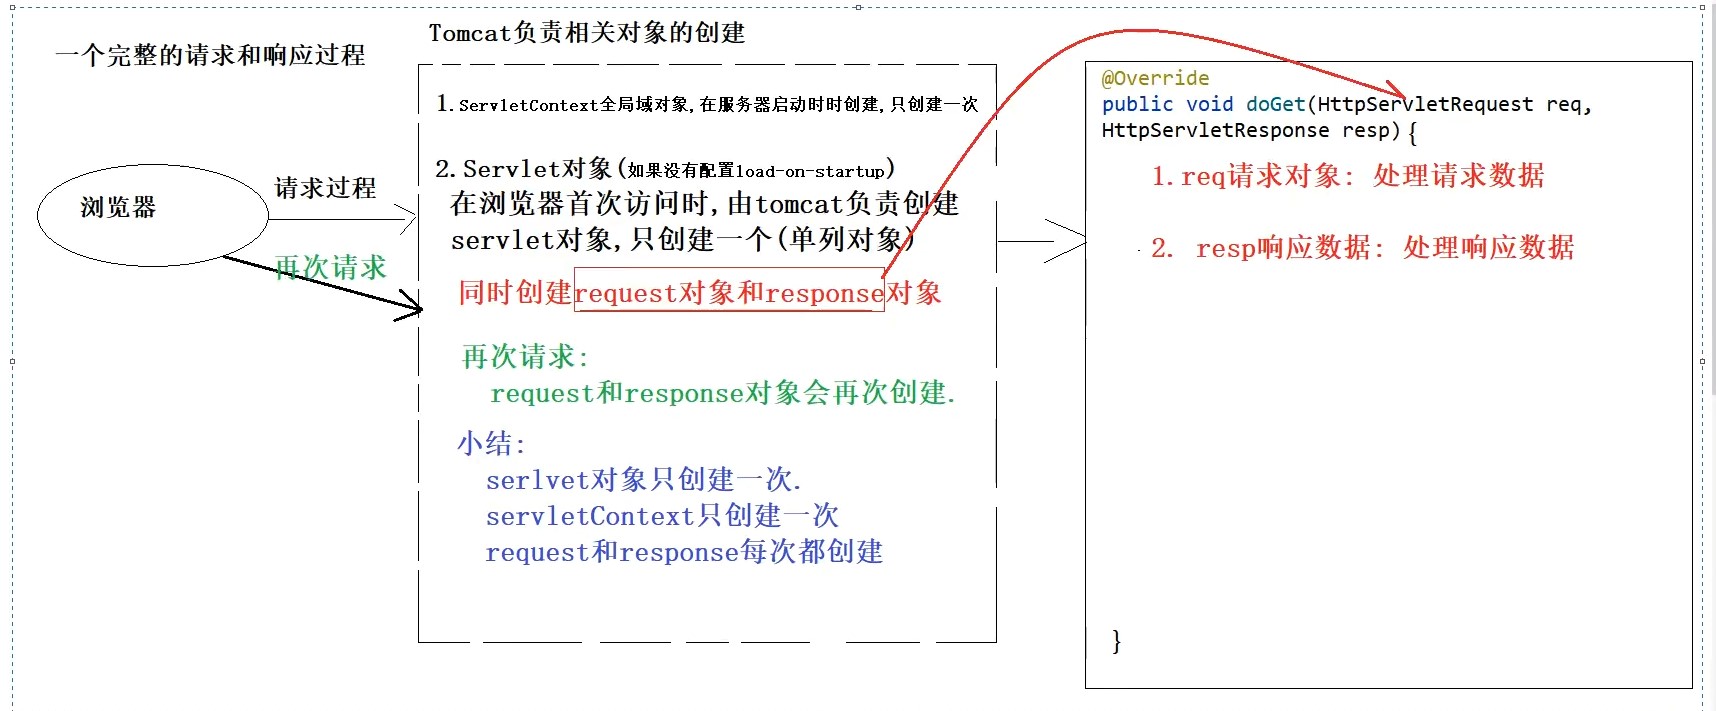 Tomcat负责相关对象的创建
一个完整的请求和响应过程
浏览器
请求过程
再次请求
1.ServletContext全局域对象,在服务器启动时时创建,只创建一次
2.Servlet对象(如果没有配置load-on-startup)
在浏览器首次访问时,由tomcat负责创建
servlet对象,只创建一个(单列对象)
同时创建request对象和response对象
再次请求:
request和response对象会再次创建.
小结:
serlvet对象只创建一次.
servletContext只创建一次
request和response每次都创建
@Override
public void doGet(HttpServletRequest req,
HttpServletResponse resp){
1.req请求对象: 处理请求数据
2. resp响应数据: 处理响应数据
}